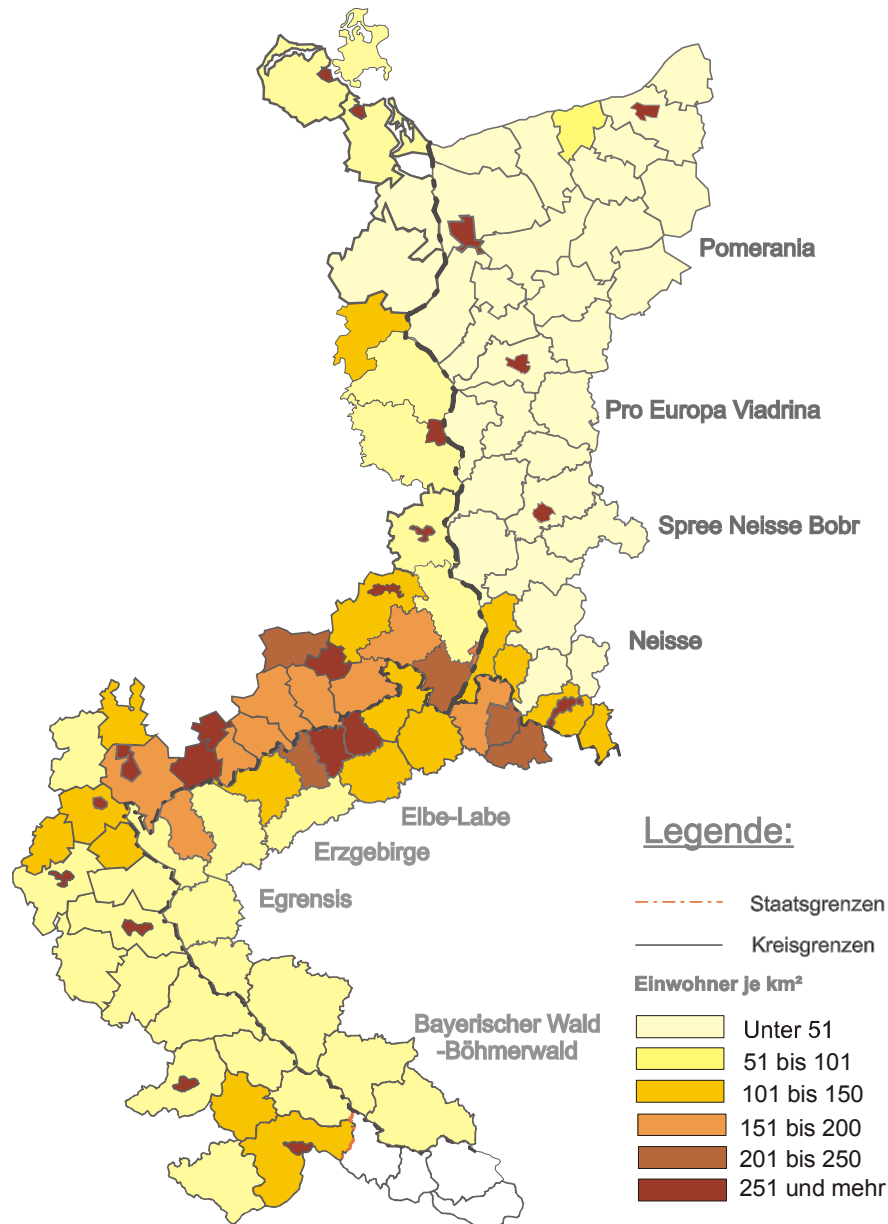 Pomerania
Pro Europa Viadrina
Spree Neisse Bobr
Neisse
Elbe-Labe
Erzgebirge
Egrensis
Bayerischer Wald
-Böhmerwald
Legende:
Staatsgrenzen
Kreisgrenzen
Einwohner je km²
Unter 51
51 bis 101
101 bis 150
151 bis 200
201 bis 250
251 und mehr